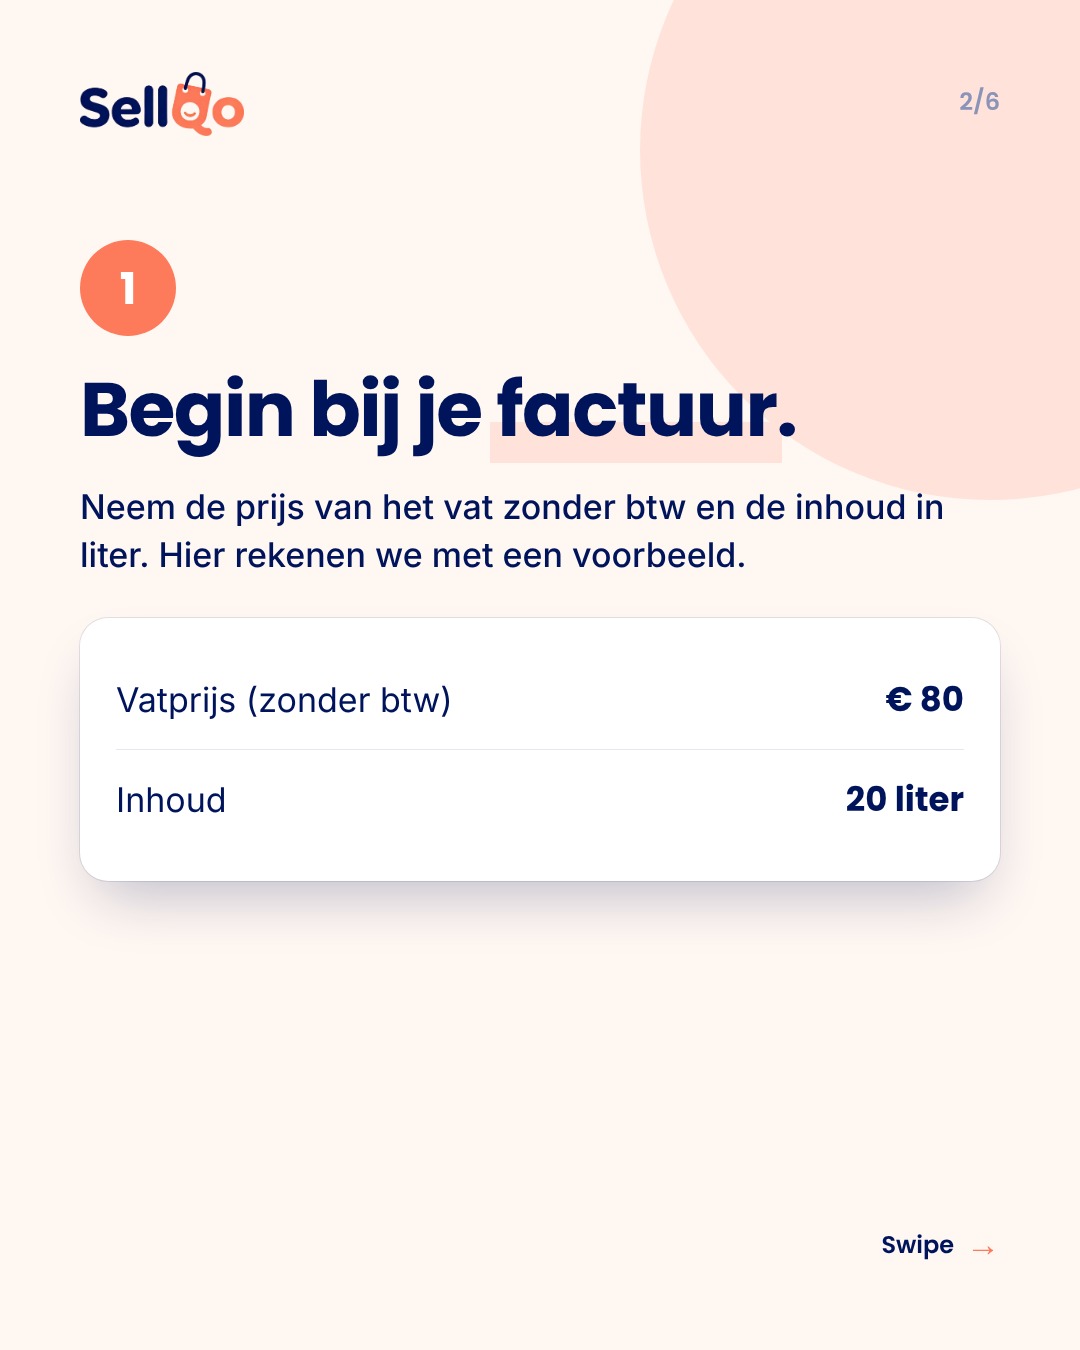 SellQo
2/6
1
Begin bij je factuur.
Neem de prijs van het vat zonder btw en de inhoud in
liter. Hier rekenen we met een voorbeeld.
Vatprijs (zonder btw) € 80
Inhoud 20 liter
Swipe →